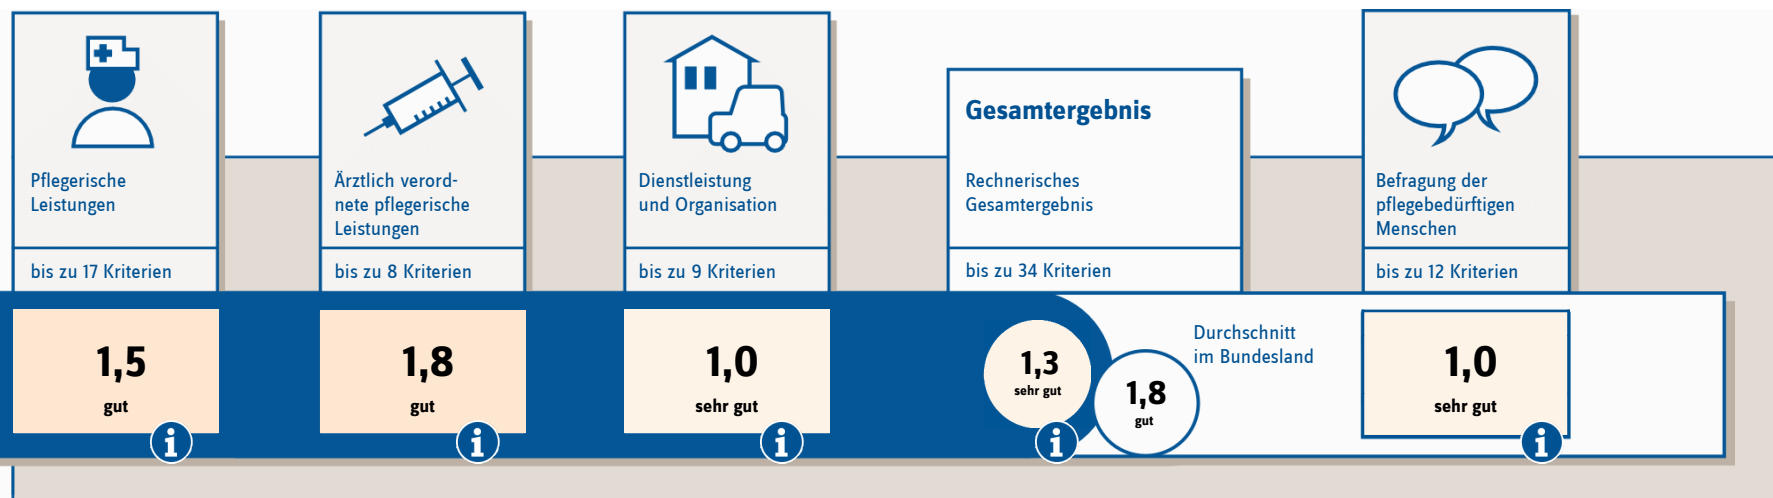 Pflegerische
Leistungen
bis zu 17 Kriterien
1,5
gut
i
Ärztlich verord-
nete pflegerische
Leistungen
bis zu 8 Kriterien
1,8
gut
i
Dienstleistung
und Organisation
bis zu 9 Kriterien
1,0
sehr gut
i
Gesamtergebnis
Rechnerisches
Gesamtergebnis
bis zu 34 Kriterien
1,3
sehr gut
i
1,8
gut
Durchschnitt
im Bundesland
Befragung der
pflegebedürftigen
Menschen
bis zu 12 Kriterien
1,0
sehr gut
i